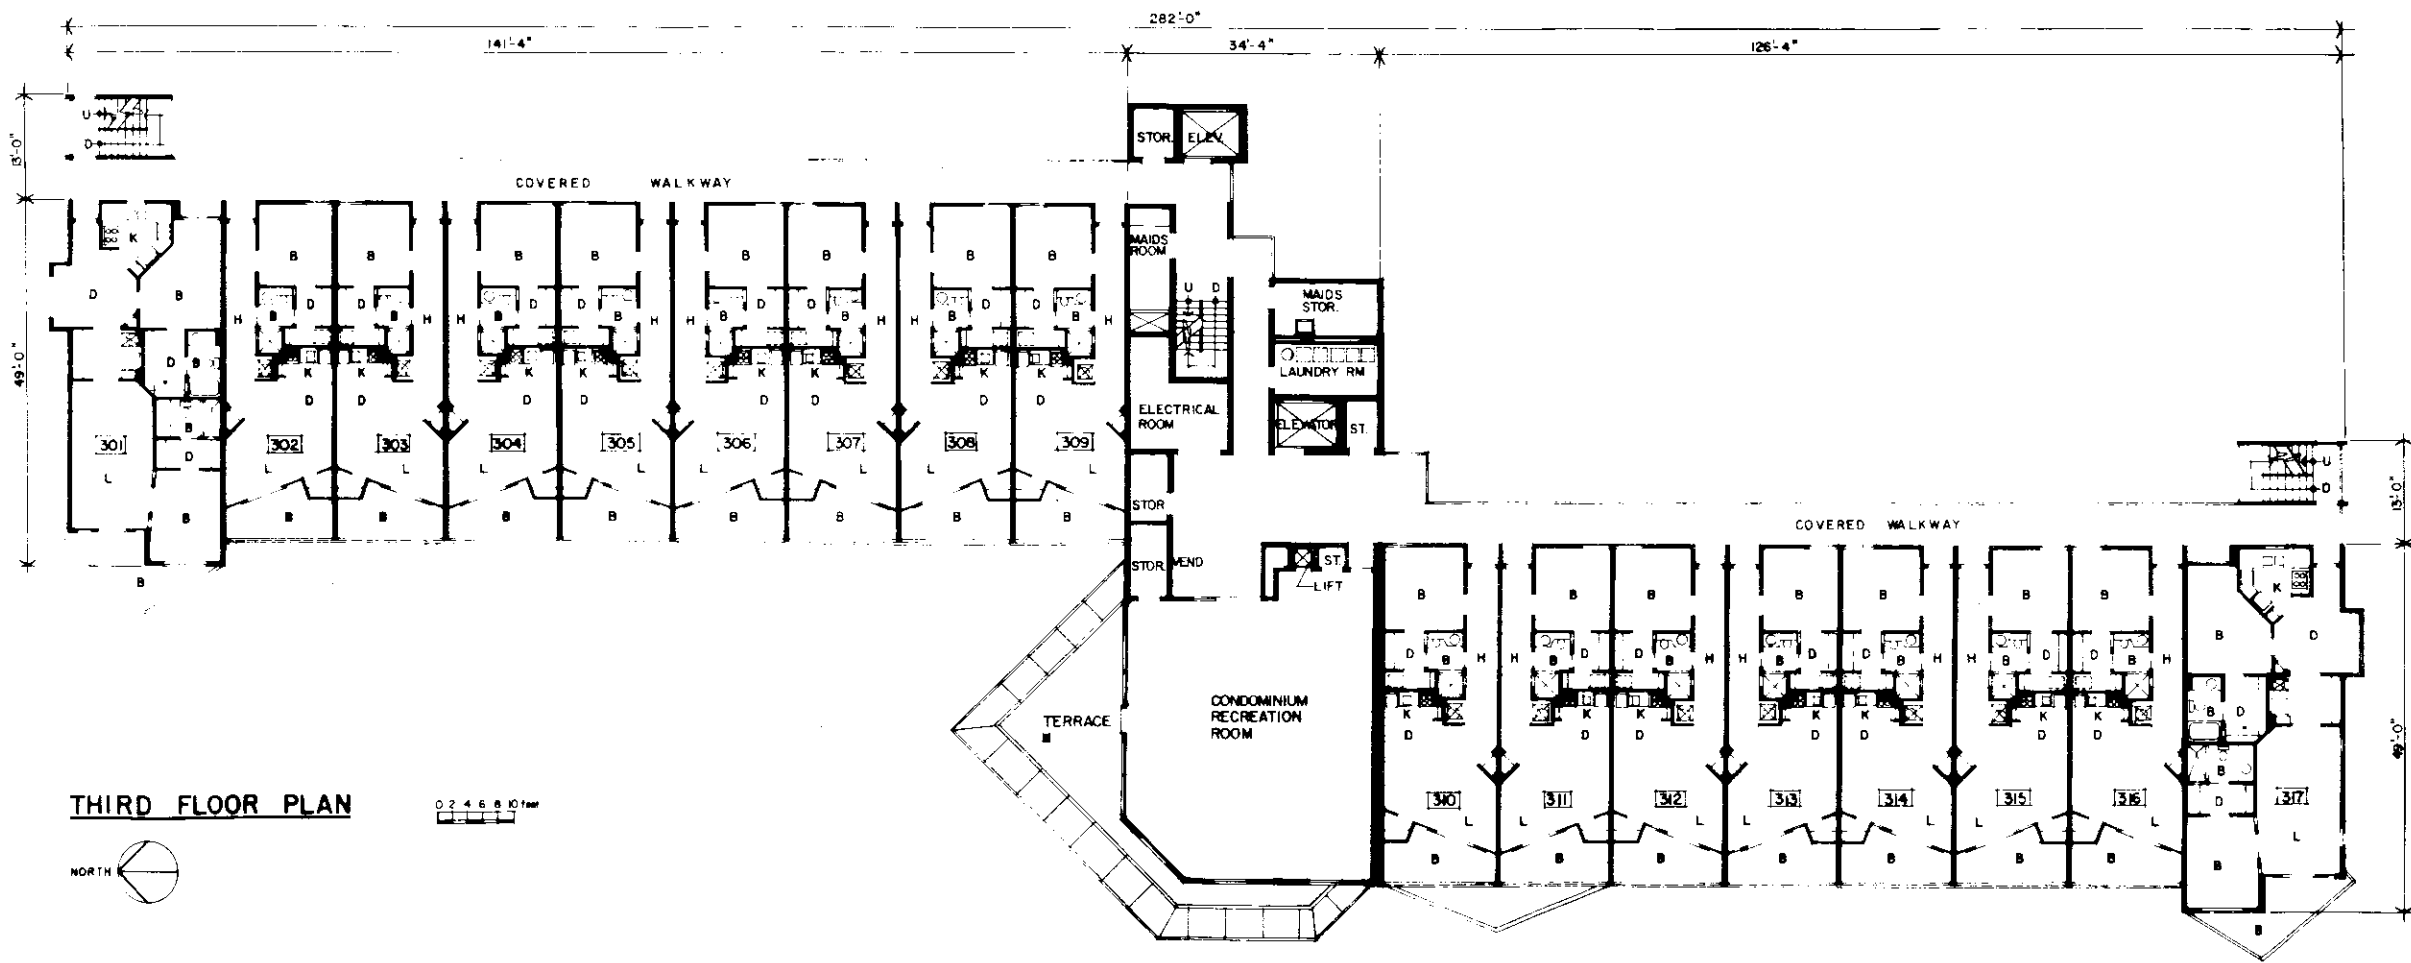 282'-0"
141'-4"
34'-4"
126'-4"
13'-0"
U
D
STOR.
ELEV.
COVERED WALKWAY
49'-0"
K
D
B
H
B
B
H
H
B
B
H
H
B
B
H
H
B
B
H
D
B
B
D
D
B
B
D
D
B
B
D
D
B
B
D
D
B
D
B
K
K
K
K
K
K
K
K
D
D
D
D
D
D
D
D
MAIDS
ROOM
U D
MAIDS
STOR.
LAUNDRY RM
ELECTRICAL
ROOM
ELEVATOR
ST.
301
302
303
304
305
306
307
308
309
B
D
L
L
L
L
L
L
L
L
L
B
B
B
B
B
B
B
B
B
B
STOR
STOR.
VEND
ST.
LIFT
U
D
13'-0"
COVERED WALKWAY
49'-0"
B
B
B
B
B
B
B
B
K
D
D
B
H
H
B
D
D
B
H
H
B
D
D
B
H
H
B
D
D
B
H
B
D
K
K
K
K
K
K
K
D
D
D
D
D
D
D
TERRACE
CONDOMINIUM
RECREATION
ROOM
B
D
310
311
312
313
314
315
316
317
L
L
L
L
L
L
L
L
B
B
B
B
B
B
B
B
B
THIRD FLOOR PLAN
0 2 4 6 8 10 feet
NORTH